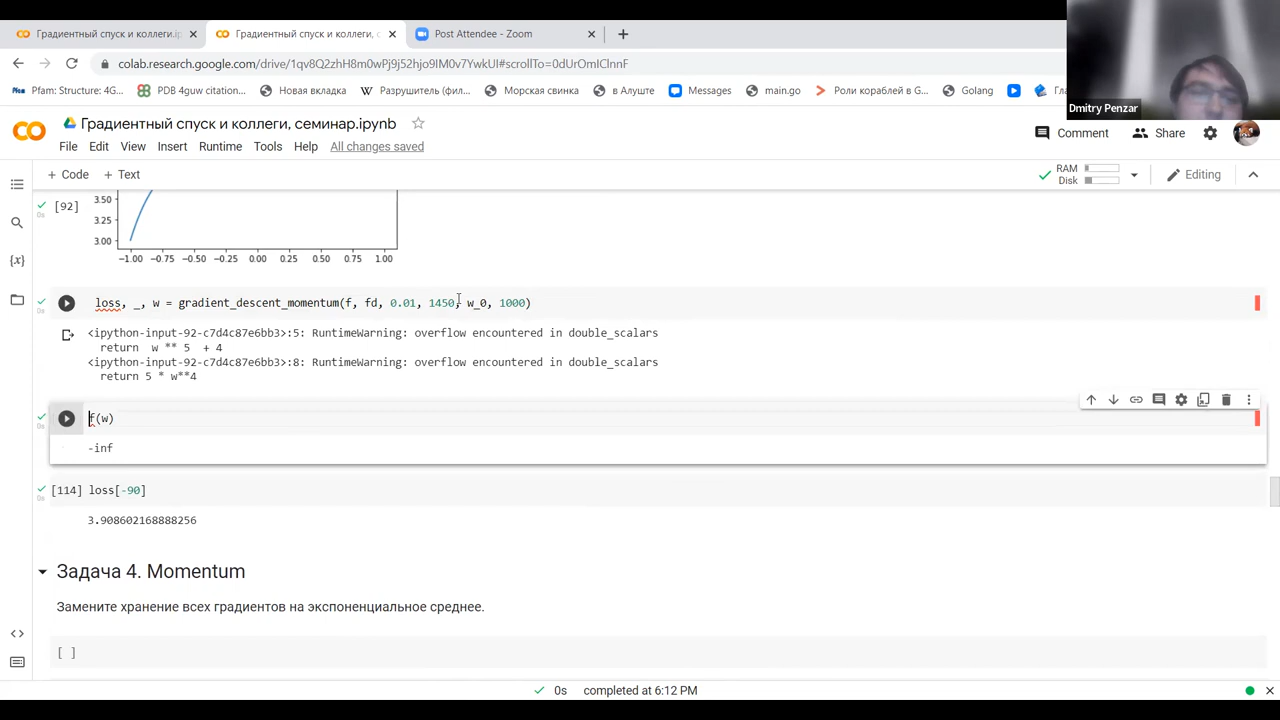 Градиентный спуск и коллеги.ip
Градиентный спуск и коллеги, с
Post Attendee - Zoom
colab.research.google.com/drive/1qv8Q2zhH8m0wPj9j52hjo9IM0v7YwkUl#scrollTo=0dUrOmIClnnF
Pfam: Structure: 4G...
PDB 4guw citation...
Новая вкладка
Разрушитель (фил...
Морская свинка
в Алуште
Messages
main.go
Роли кораблей в G...
Golang
Dmitry Penzar
Градиентный спуск и коллеги, семинар.ipynb
Comment
Share
File Edit View Insert Runtime Tools Help All changes saved
+ Code + Text
RAM
Disk
Editing
[92]
0s
3.50
3.25
3.00
−1.00 −0.75 −0.50 −0.25 0.00 0.25 0.50 0.75 1.00
0s
loss, _, w = gradient_descent_momentum(f, fd, 0.01, 1450, w_0, 1000)
<ipython-input-92-c7d4c87e6bb3>:5: RuntimeWarning: overflow encountered in double_scalars
return w ** 5 + 4
<ipython-input-92-c7d4c87e6bb3>:8: RuntimeWarning: overflow encountered in double_scalars
return 5 * w**4
0s
f(w)
-inf
[114] loss[-90]
0s
3.908602168888256
Задача 4. Momentum
Замените хранение всех градиентов на экспоненциальное среднее.
[ ]
0s completed at 6:12 PM